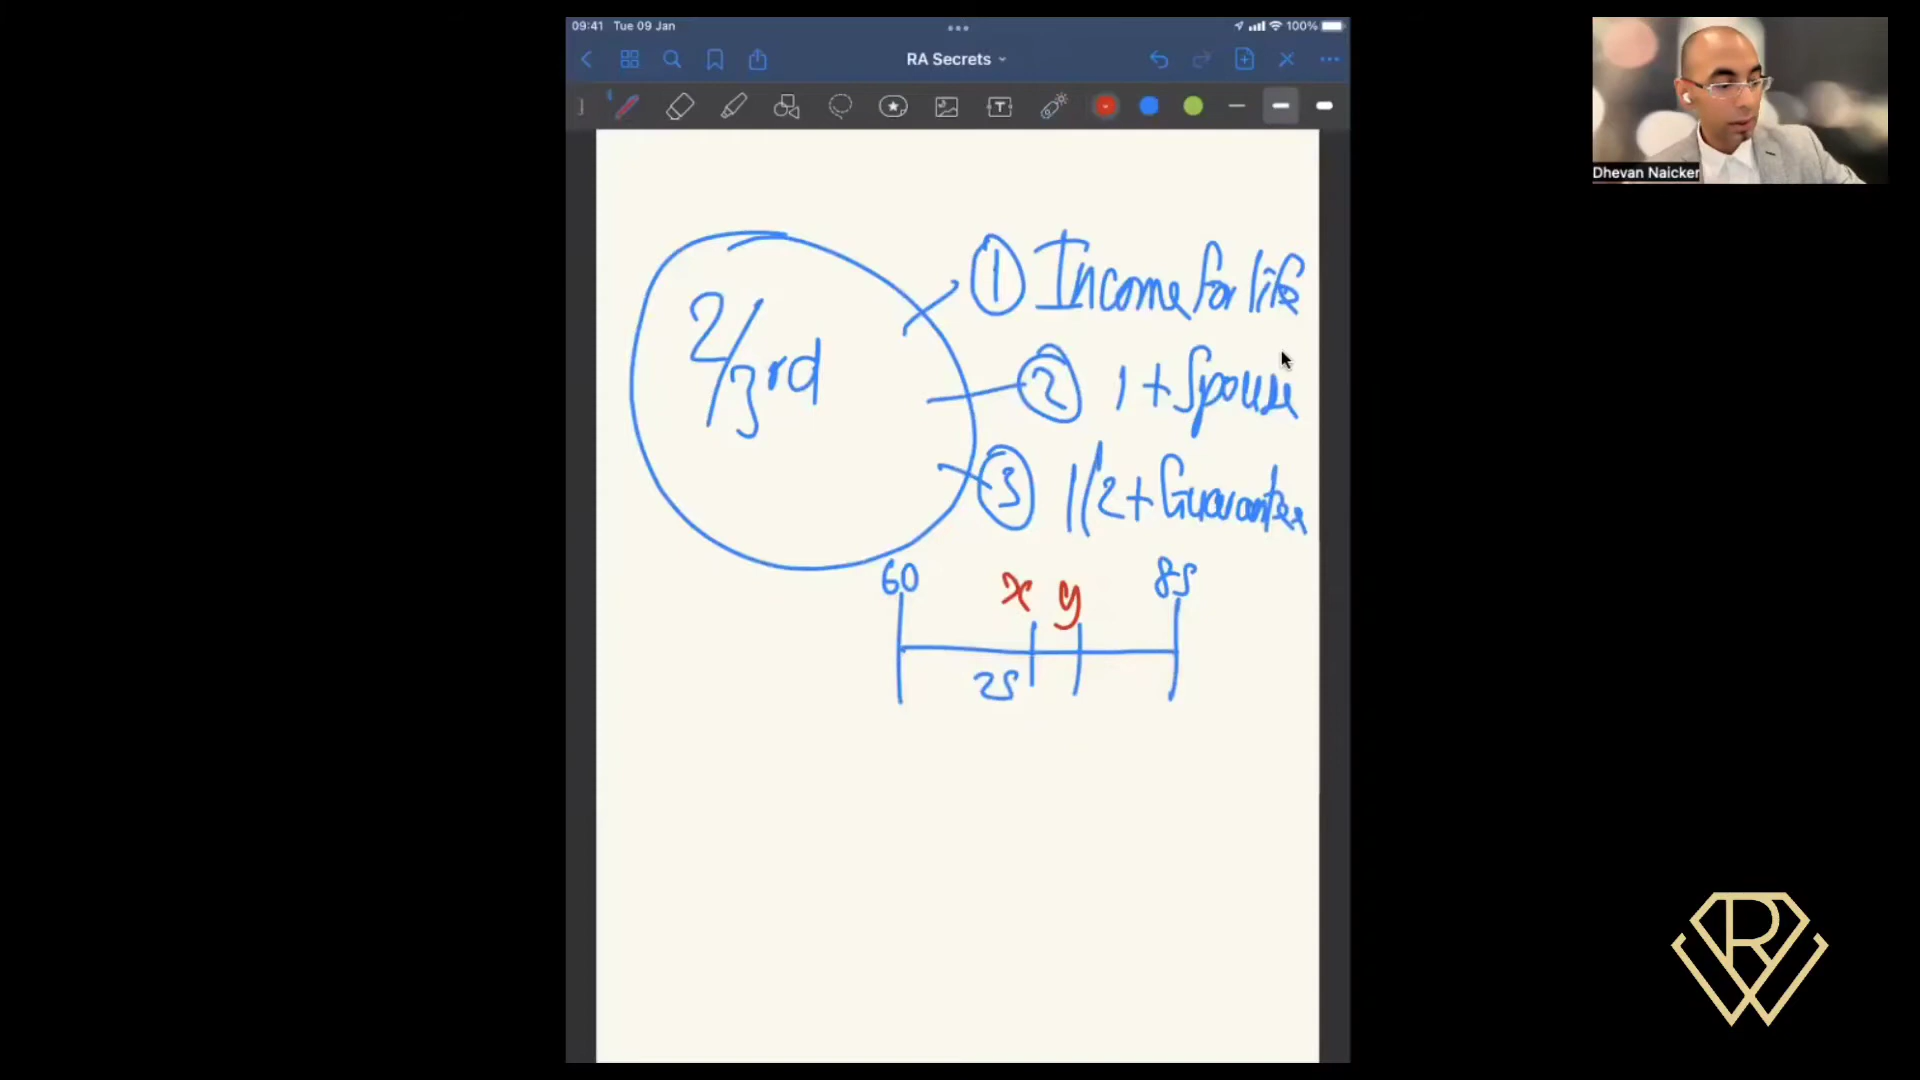 09:41 Tue 09 Jan
100%
RA Secrets
Dhevan Naicker
2/3rd
1 Income for life
2 1 + Spouse
3 1/2 + Guarantee
60 x y 85
25